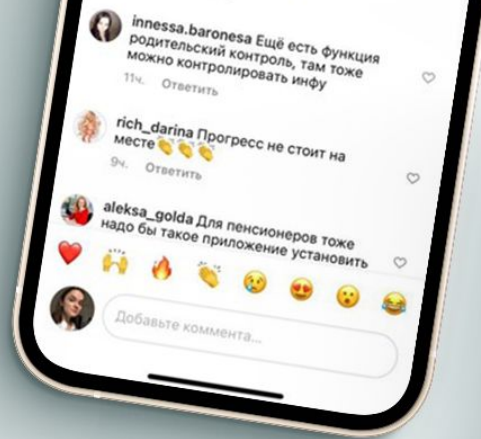 innessa.baronesa Ещё есть функция
родительский контроль, там тоже
можно контролировать инфу
11ч. Ответить
rich_darina Прогресс не стоит на
месте👏👏👏
9ч. Ответить
aleksa_golda Для пенсионеров тоже
надо бы такое приложение установить
Добавьте коммента...